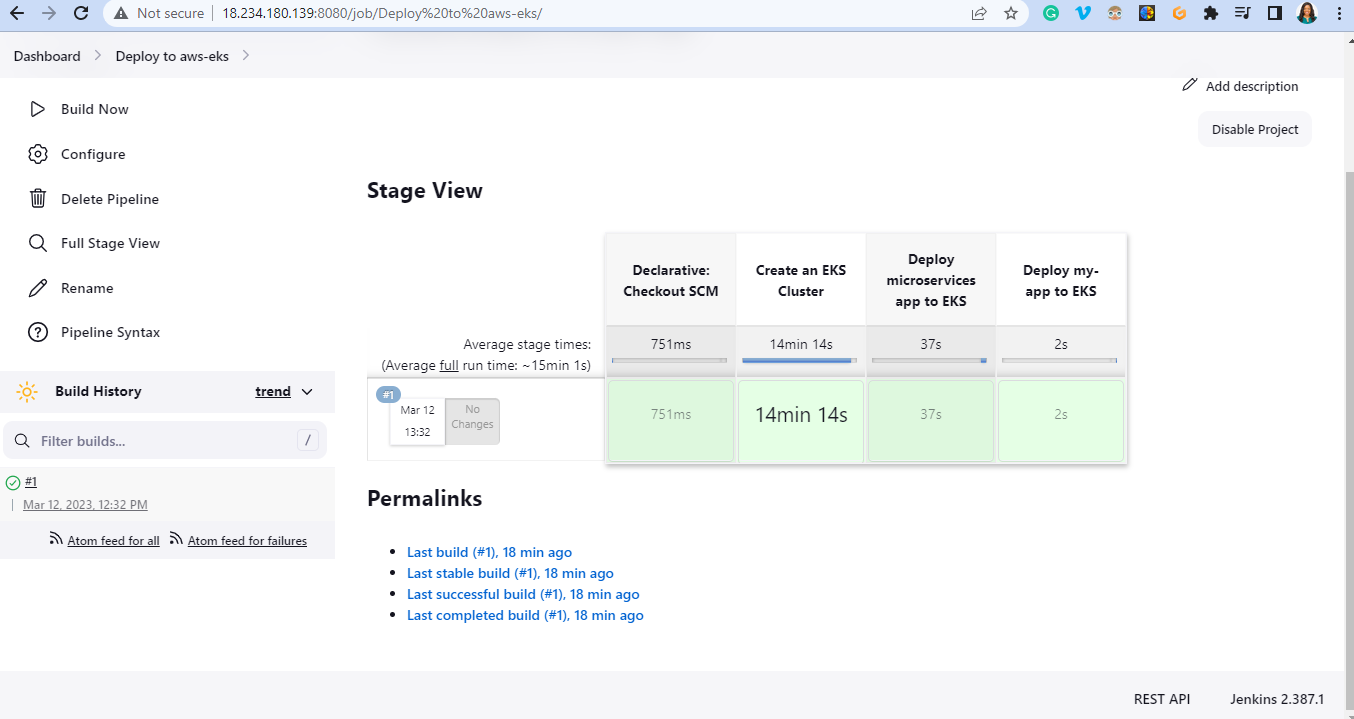 Not secure 18.234.180.139:8080/job/Deploy%20to%20aws-eks/
Dashboard
Deploy to aws-eks
Add description
Disable Project
Build Now
Configure
Delete Pipeline
Full Stage View
Rename
Pipeline Syntax
Build History
trend
Filter builds...
/
#1
Mar 12, 2023, 12:32 PM
Atom feed for all
Atom feed for failures
Stage View
Declarative:
Checkout SCM
Create an EKS
Cluster
Deploy
microservices
app to EKS
Deploy my-
app to EKS
Average stage times:
(Average full run time: ~15min 1s)
751ms
14min 14s
37s
2s
#1
Mar 12
13:32
No
Changes
751ms
14min 14s
37s
2s
Permalinks
Last build (#1), 18 min ago
Last stable build (#1), 18 min ago
Last successful build (#1), 18 min ago
Last completed build (#1), 18 min ago
REST API
Jenkins 2.387.1